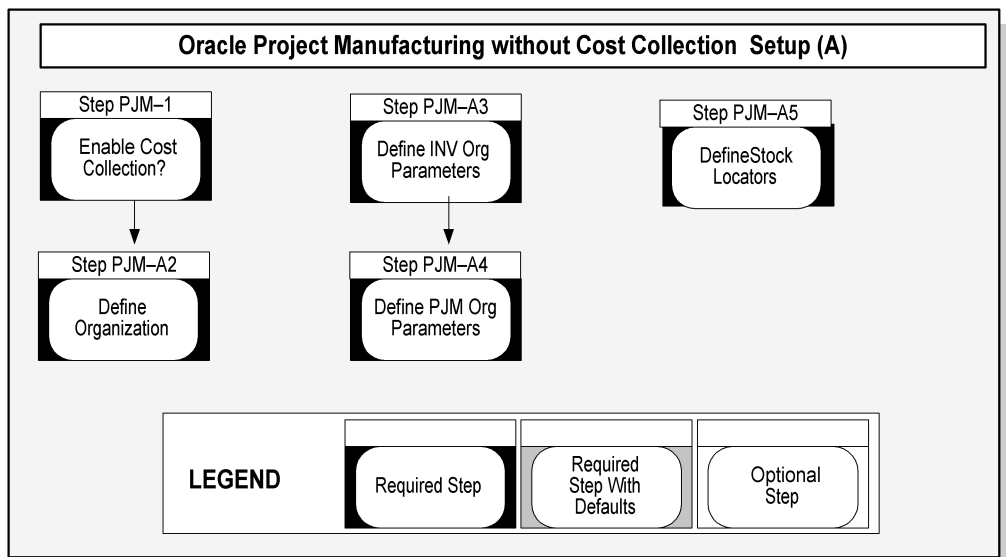 Oracle Project Manufacturing without Cost Collection Setup (A)
Step PJM–1
Enable Cost
Collection?
Step PJM–A2
Define
Organization
Step PJM–A3
Define INV Org
Parameters
Step PJM–A4
Define PJM Org
Parameters
Step PJM–A5
DefineStock
Locators
LEGEND
Required Step
Required
Step With
Defaults
Optional
Step